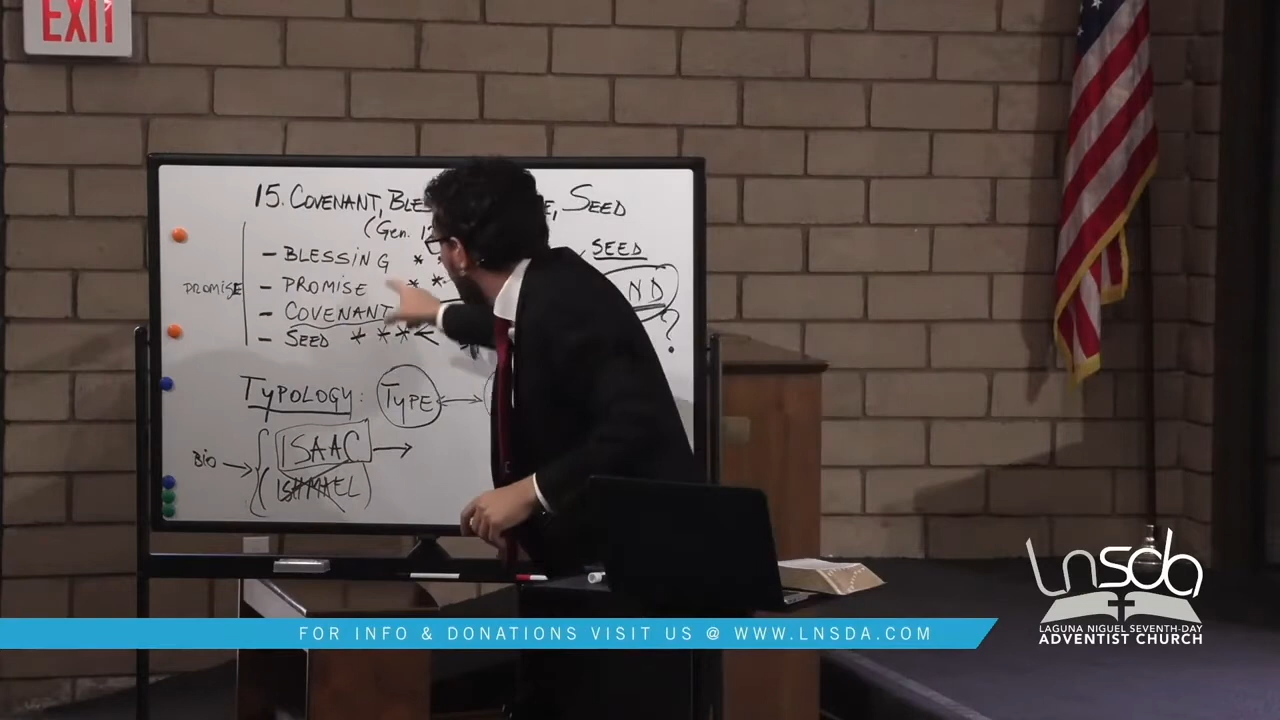 EXIT
15. COVENANT, BLE E, SEED
(Gen. 12
- BLESSING * SEED
PROMISE - PROMISE * * ND
- COVENANT ?
- SEED * * * <
TYPOLOGY: TYPE
BIO ISAAC
ISHMAEL
LNSDA
LAGUNA NIGUEL SEVENTH-DAY
ADVENTIST CHURCH
FOR INFO & DONATIONS VISIT US @ WWW.LNSDA.COM